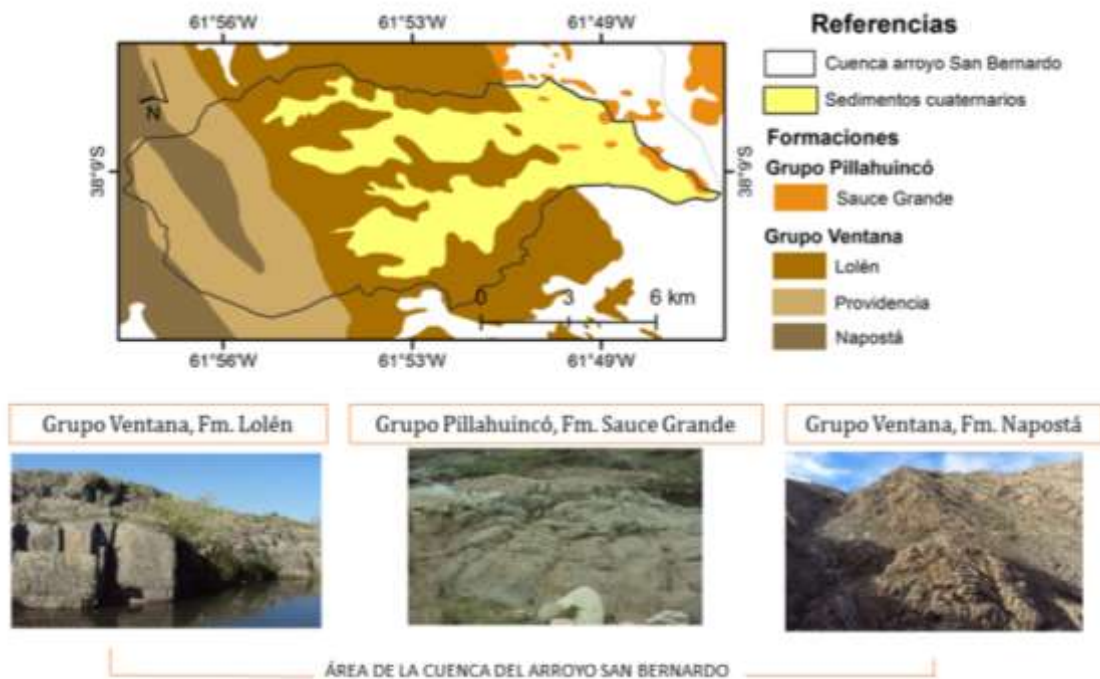 61°56'W 61°53'W 61°49'W
38°9'S
N
38°9'S
0 3 6 km
61°56'W 61°53'W 61°49'W
Referencias
Cuenca arroyo San Bernardo
Sedimentos cuaternarios
Formaciones
Grupo Pillahuincó
Sauce Grande
Grupo Ventana
Lolén
Providencia
Napostá
Grupo Ventana, Fm. Lolén
Grupo Pillahuincó, Fm. Sauce Grande
Grupo Ventana, Fm. Napostá
ÁREA DE LA CUENCA DEL ARROYO SAN BERNARDO